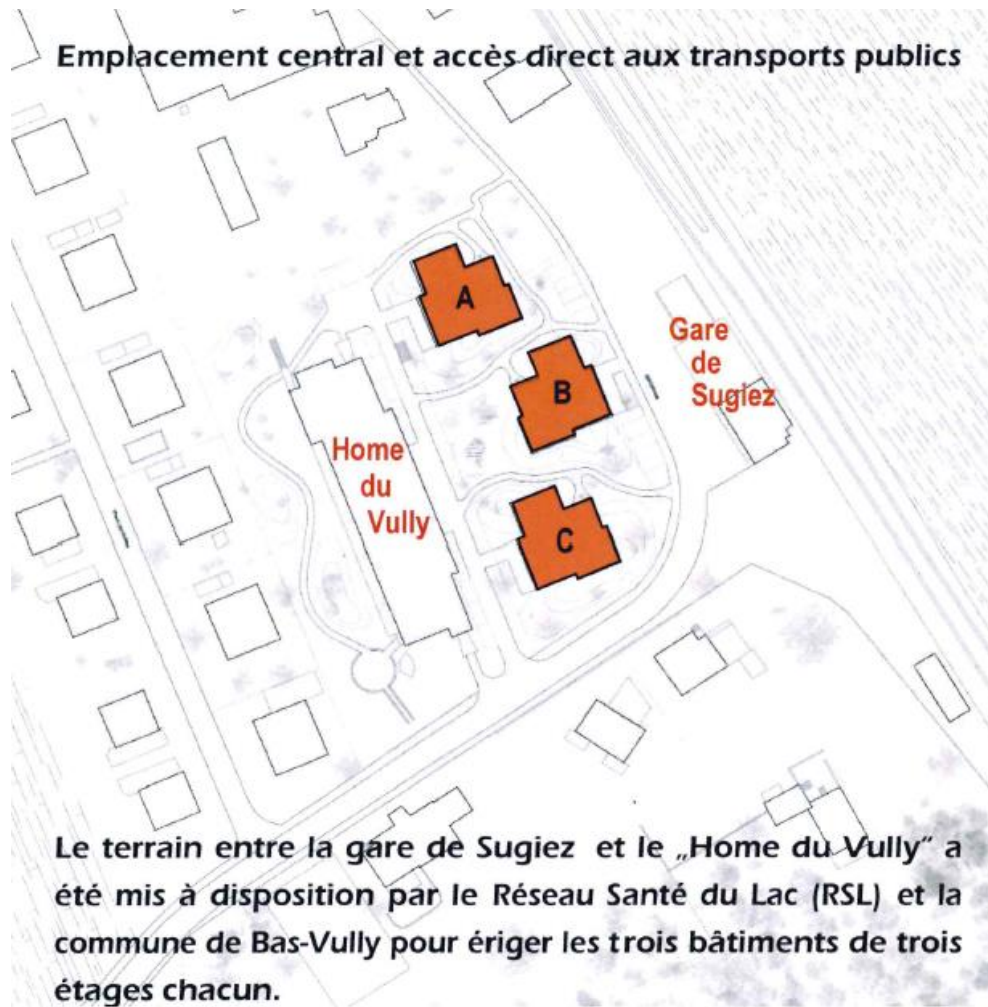 Emplacement central et accès direct aux transports publics
A
Gare
de
Sugiez
B
Home
du
Vully
C
Le terrain entre la gare de Sugiez et le „Home du Vully“ a
été mis à disposition par le Réseau Santé du Lac (RSL) et la
commune de Bas-Vully pour ériger les trois bâtiments de trois
étages chacun.